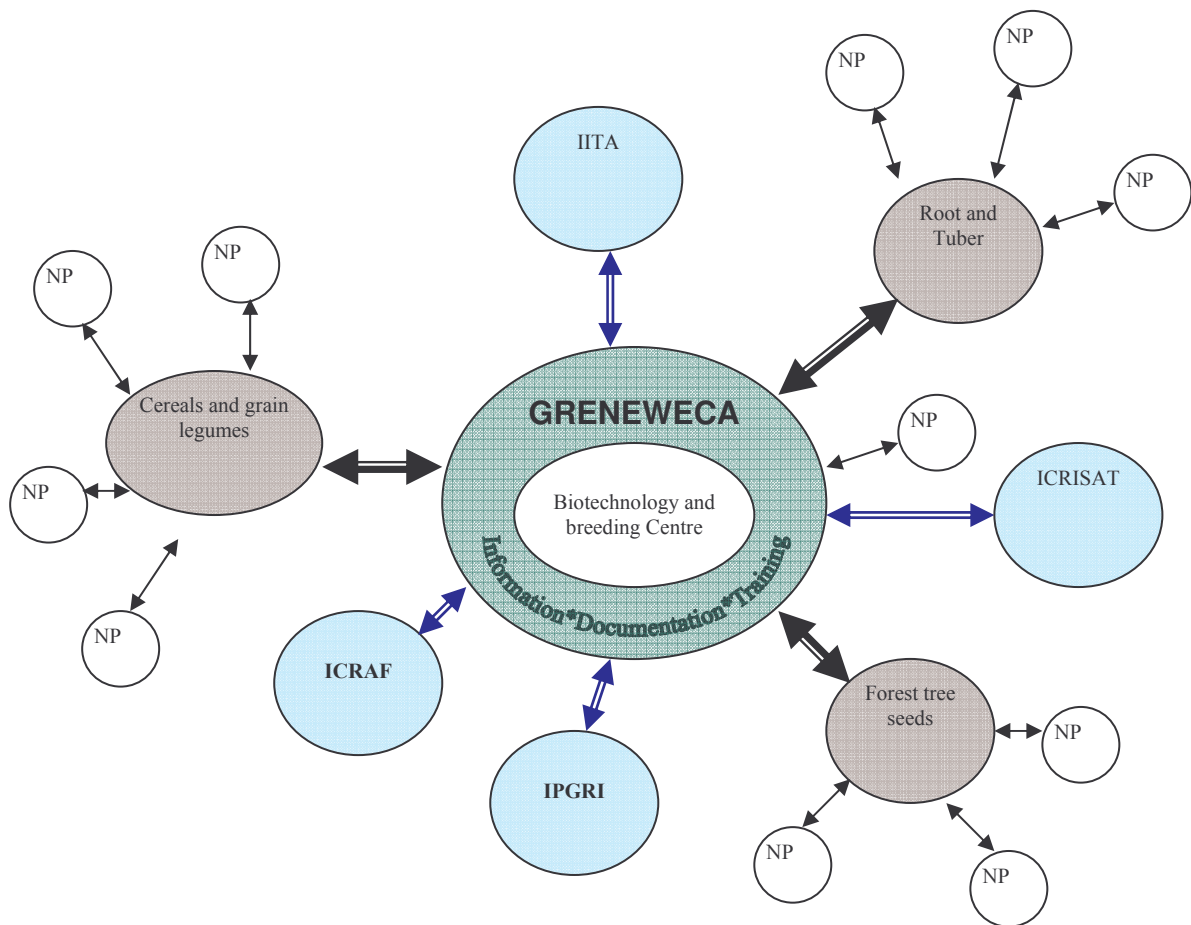 NP
NP
IITA
NP
Root and
Tuber
NP
NP
Cereals and grain
legumes
GRENEWECA
NP
NP
ICRISAT
Biotechnology and
breeding Centre
Information*Documentation*Training
NP
ICRAF
Forest tree
seeds
NP
IPGRI
NP
NP